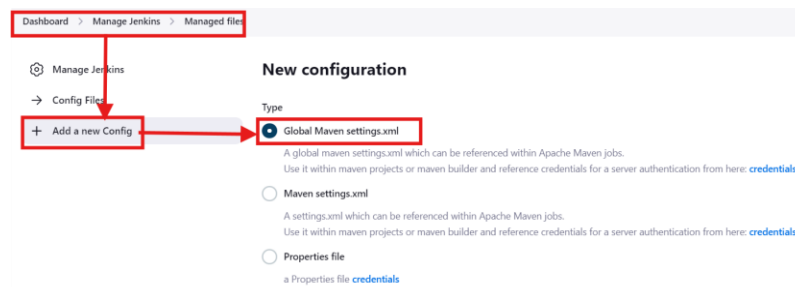 Dashboard > Manage Jenkins > Managed files
Manage Jenkins
Config Files
+ Add a new Config
New configuration
Type
Global Maven settings.xml
A global maven settings.xml which can be referenced within Apache Maven jobs.
Use it within maven projects or maven builder and reference credentials for a server authentication from here: credentials
Maven settings.xml
A settings.xml which can be referenced within Apache Maven jobs.
Use it within maven projects or maven builder and reference credentials for a server authentication from here: credentials
Properties file
a Properties file credentials